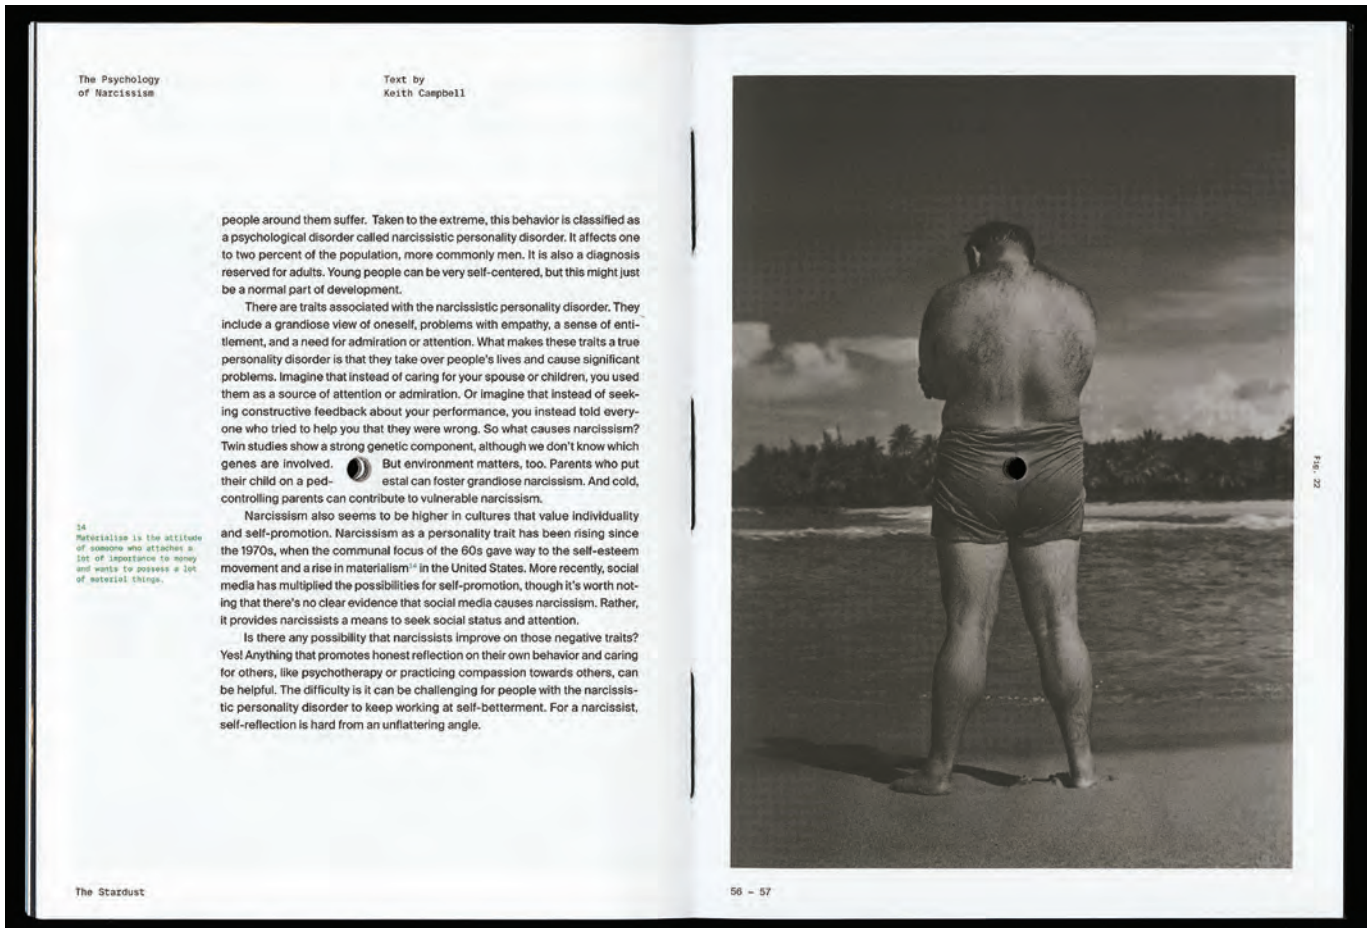 The Psychology
of Narcissism
Text by
Keith Campbell
people around them suffer. Taken to the extreme, this behavior is classified as
a psychological disorder called narcissistic personality disorder. It affects one
to two percent of the population, more commonly men. It is also a diagnosis
reserved for adults. Young people can be very self-centered, but this might just
be a normal part of development.
There are traits associated with the narcissistic personality disorder. They
include a grandiose view of oneself, problems with empathy, a sense of enti-
tlement, and a need for admiration or attention. What makes these traits a true
personality disorder is that they take over people's lives and cause significant
problems. Imagine that instead of caring for your spouse or children, you used
them as a source of attention or admiration. Or imagine that instead of seek-
ing constructive feedback about your performance, you instead told every-
one who tried to help you that they were wrong. So what causes narcissism?
Twin studies show a strong genetic component, although we don't know which
genes are involved. But environment matters, too. Parents who put
their child on a ped- estal can foster grandiose narcissism. And cold,
controlling parents can contribute to vulnerable narcissism.
Narcissism also seems to be higher in cultures that value individuality
and self-promotion. Narcissism as a personality trait has been rising since
the 1970s, when the communal focus of the 60s gave way to the self-esteem
movement and a rise in materialism¹⁴ in the United States. More recently, social
media has multiplied the possibilities for self-promotion, though it's worth not-
ing that there's no clear evidence that social media causes narcissism. Rather,
it provides narcissists a means to seek social status and attention.
Is there any possibility that narcissists improve on those negative traits?
Yes! Anything that promotes honest reflection on their own behavior and caring
for others, like psychotherapy or practicing compassion towards others, can
be helpful. The difficulty is it can be challenging for people with the narcissis-
tic personality disorder to keep working at self-betterment. For a narcissist,
self-reflection is hard from an unflattering angle.
14
Materialism is the attitude
of someone who attaches a
lot of importance to money
and wants to possess a lot
of material things.
The Stardust
56 – 57
Fig. 22